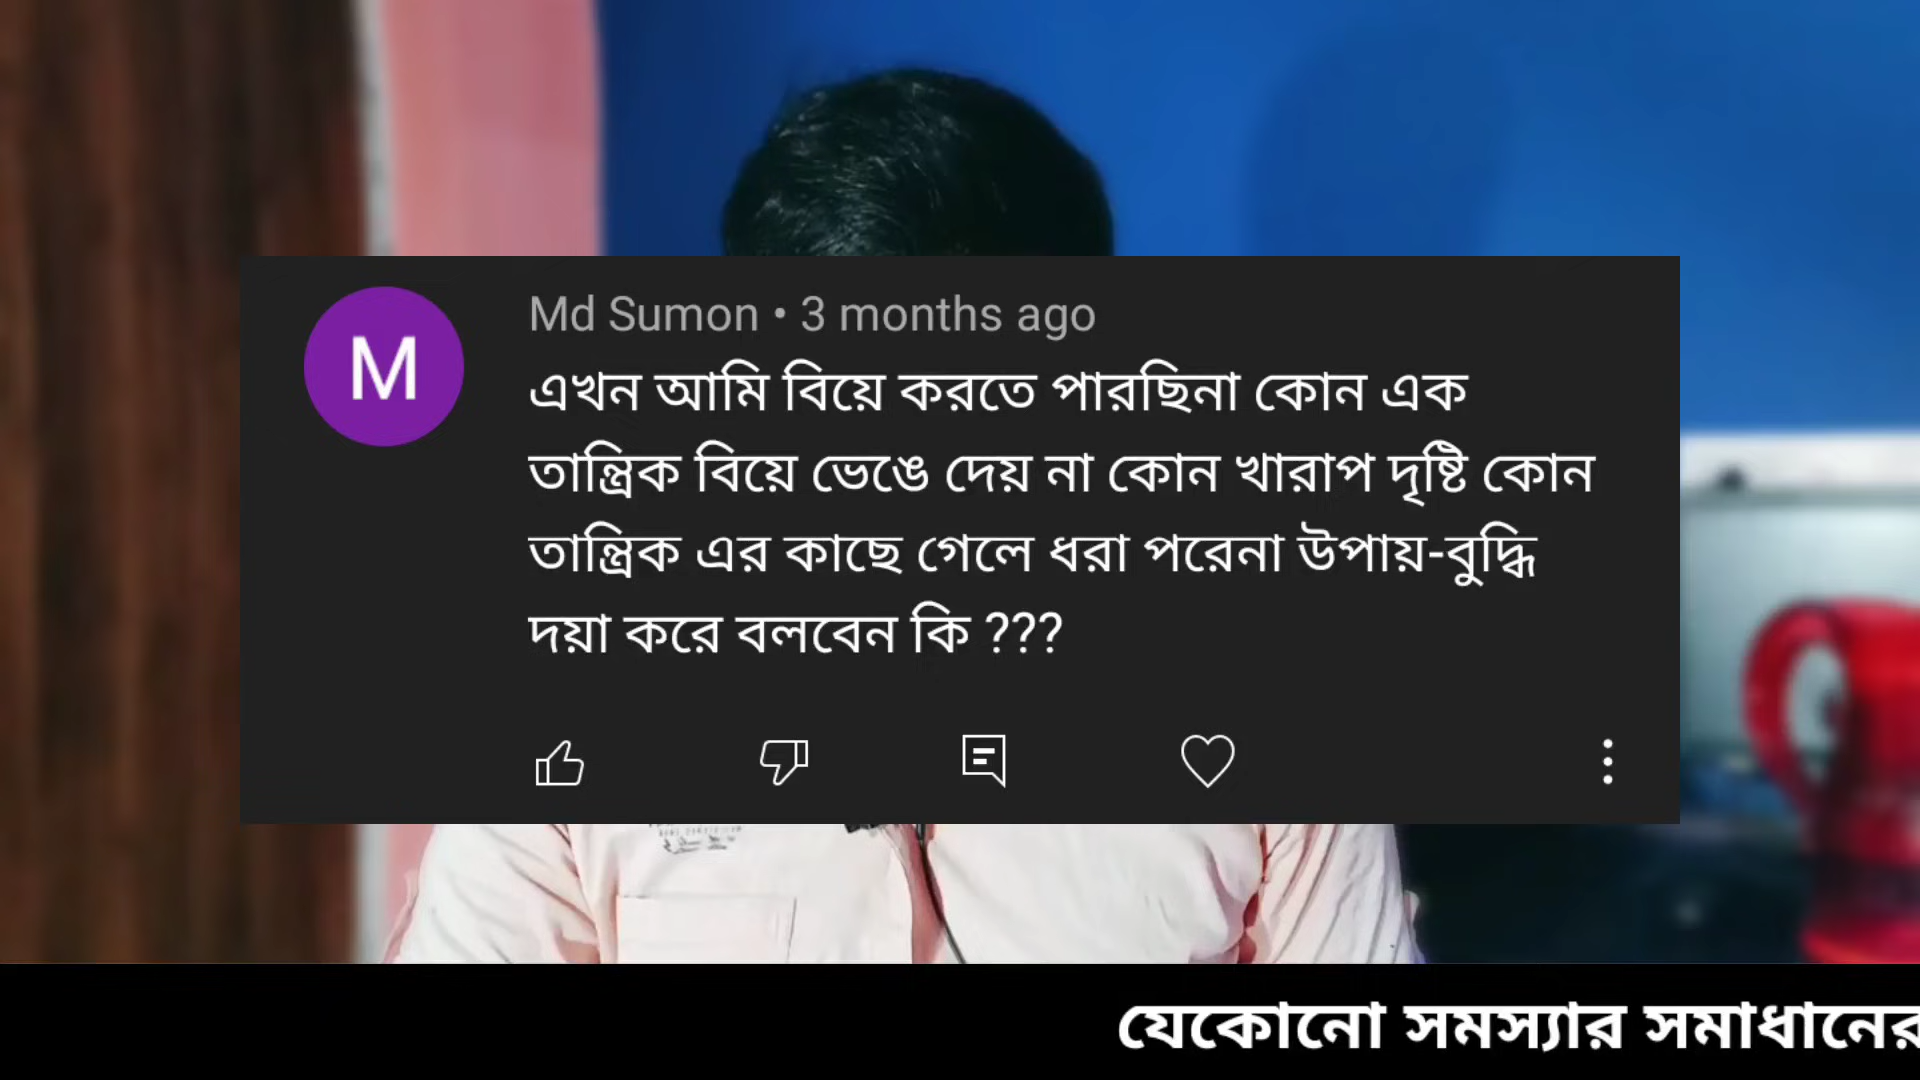 M
Md Sumon • 3 months ago
এখন আমি বিয়ে করতে পারছিনা কোন এক
তান্ত্রিক বিয়ে ভেঙে দেয় না কোন খারাপ দৃষ্টি কোন
তান্ত্রিক এর কাছে গেলে ধরা পরেনা উপায়-বুদ্ধি
দয়া করে বলবেন কি ???
যেকোনো সমস্যার সমাধানের